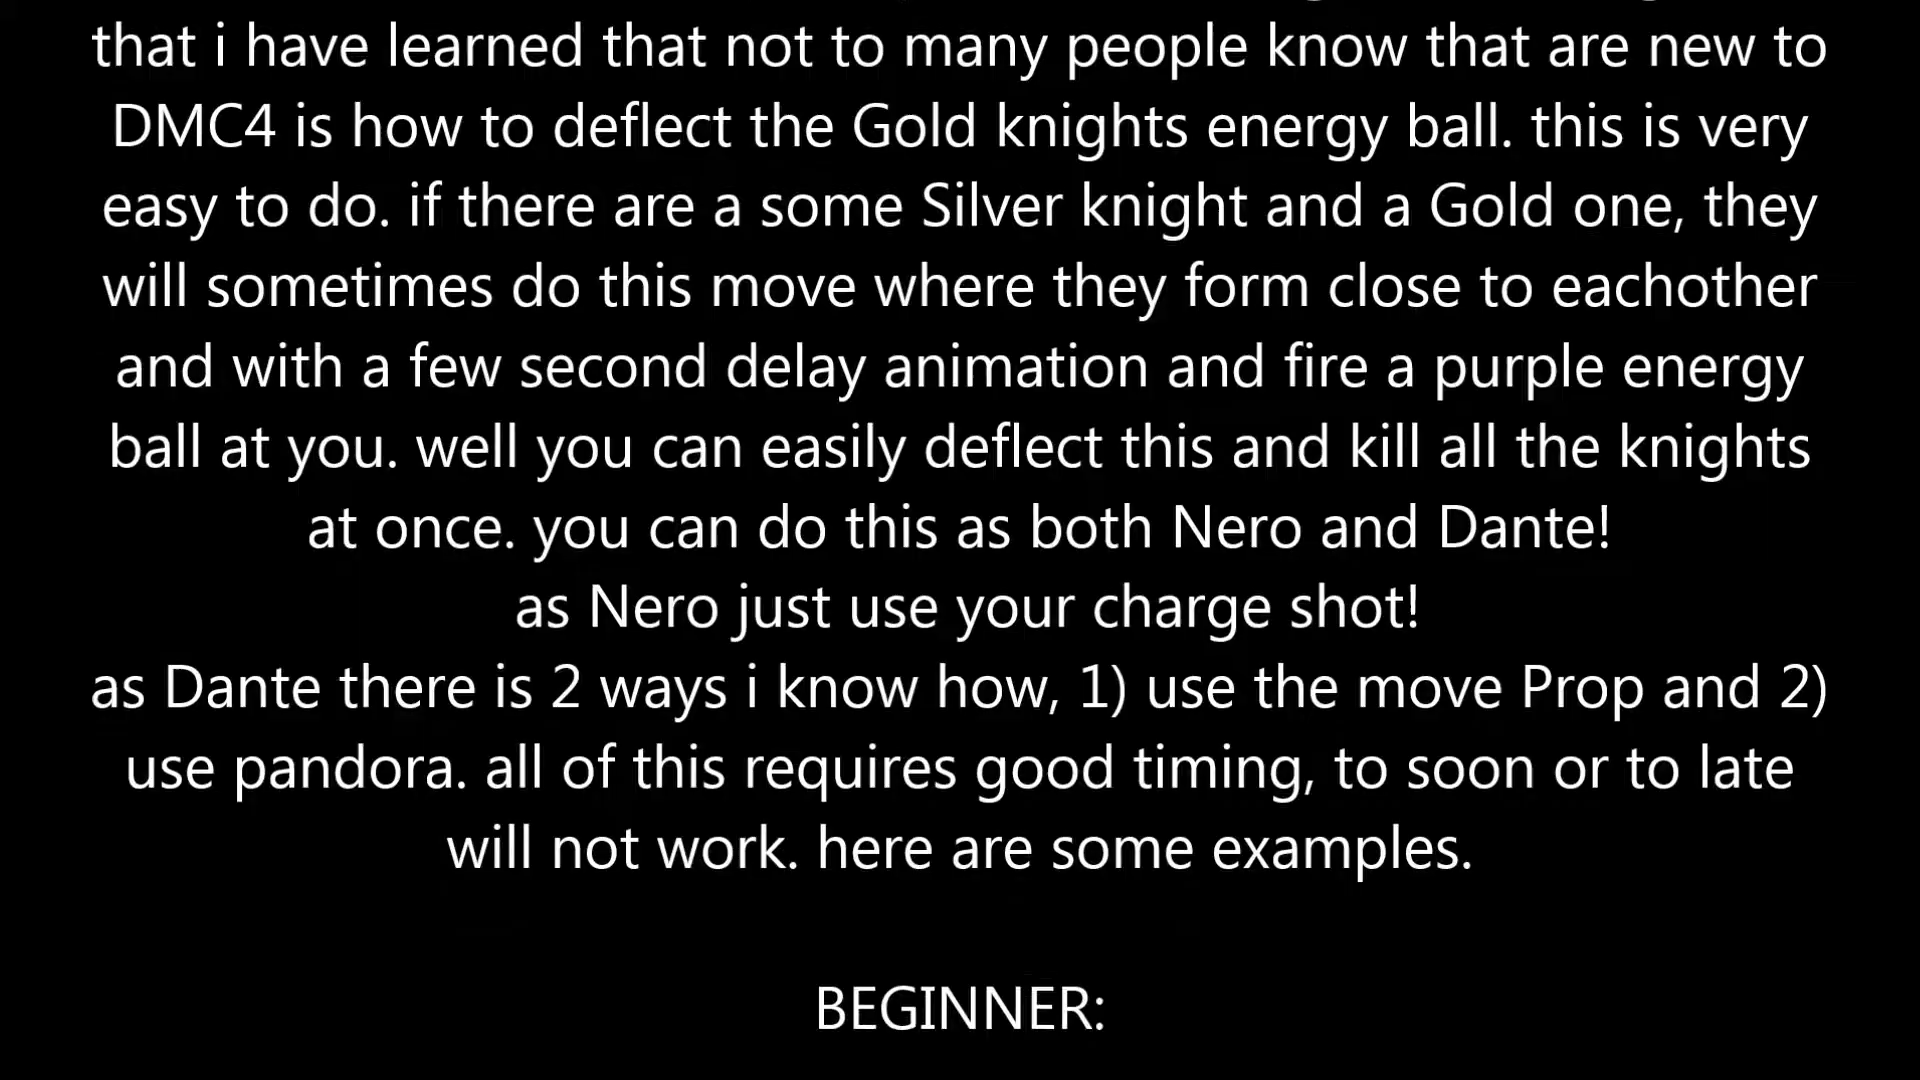 that i have learned that not to many people know that are new to
DMC4 is how to deflect the Gold knights energy ball. this is very
easy to do. if there are a some Silver knight and a Gold one, they
will sometimes do this move where they form close to eachother
and with a few second delay animation and fire a purple energy
ball at you. well you can easily deflect this and kill all the knights
at once. you can do this as both Nero and Dante!
as Nero just use your charge shot!
as Dante there is 2 ways i know how, 1) use the move Prop and 2)
use pandora. all of this requires good timing, to soon or to late
will not work. here are some examples.
BEGINNER: